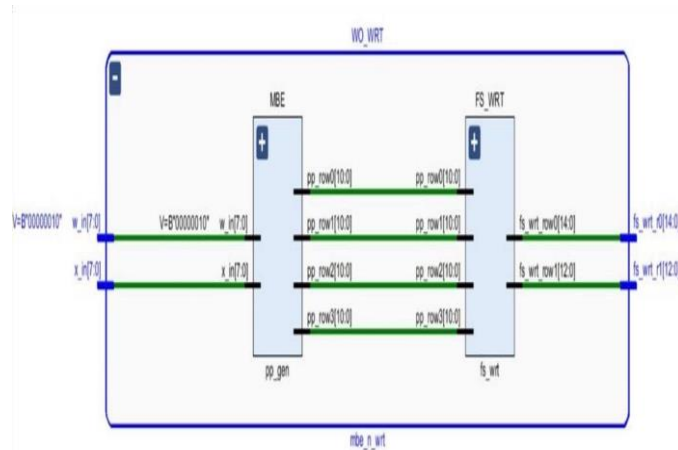 WO_WRT
MBE FS_WRT
pp_row0[10:0] pp_row0[10:0]
V=B"00000010" w_in[7:0] V=B"00000010" w_in[7:0] pp_row1[10:0] pp_row1[10:0] fs_wrt_row0[14:0] fs_wrt_r0[14:0
x_in[7:0] x_in[7:0] pp_row2[10:0] pp_row2[10:0] fs_wrt_row1[12:0] fs_wrt_r1[12:0
pp_row3[10:0] pp_row3[10:0]
pp_gen fs_wrt
mbe_n_wrt